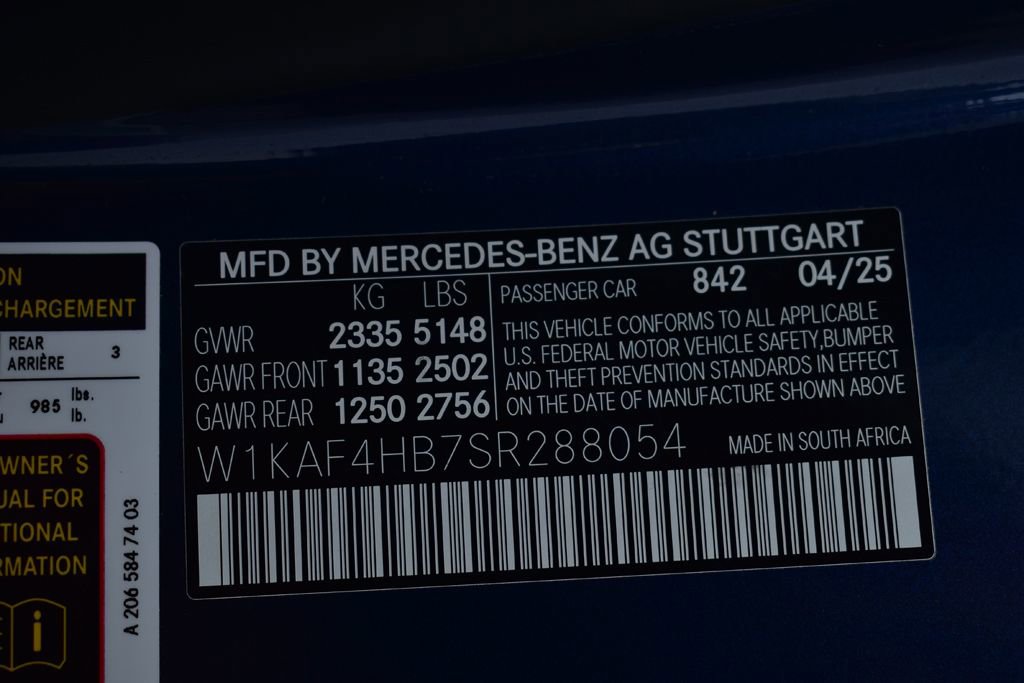 ON
CHARGEMENT
REAR
ARRIÈRE 3
985 lbs.
lb.
WNER´S
UAL FOR
TIONAL
RMATION
A 206 584 74 03
MFD BY MERCEDES-BENZ AG STUTTGART
KG LBS
GVWR 2335 5148
GAWR FRONT 1135 2502
GAWR REAR 1250 2756
PASSENGER CAR 842 04/25
THIS VEHICLE CONFORMS TO ALL APPLICABLE
U.S. FEDERAL MOTOR VEHICLE SAFETY,BUMPER
AND THEFT PREVENTION STANDARDS IN EFFECT
ON THE DATE OF MANUFACTURE SHOWN ABOVE
W1KAF4HB7SR288054 MADE IN SOUTH AFRICA